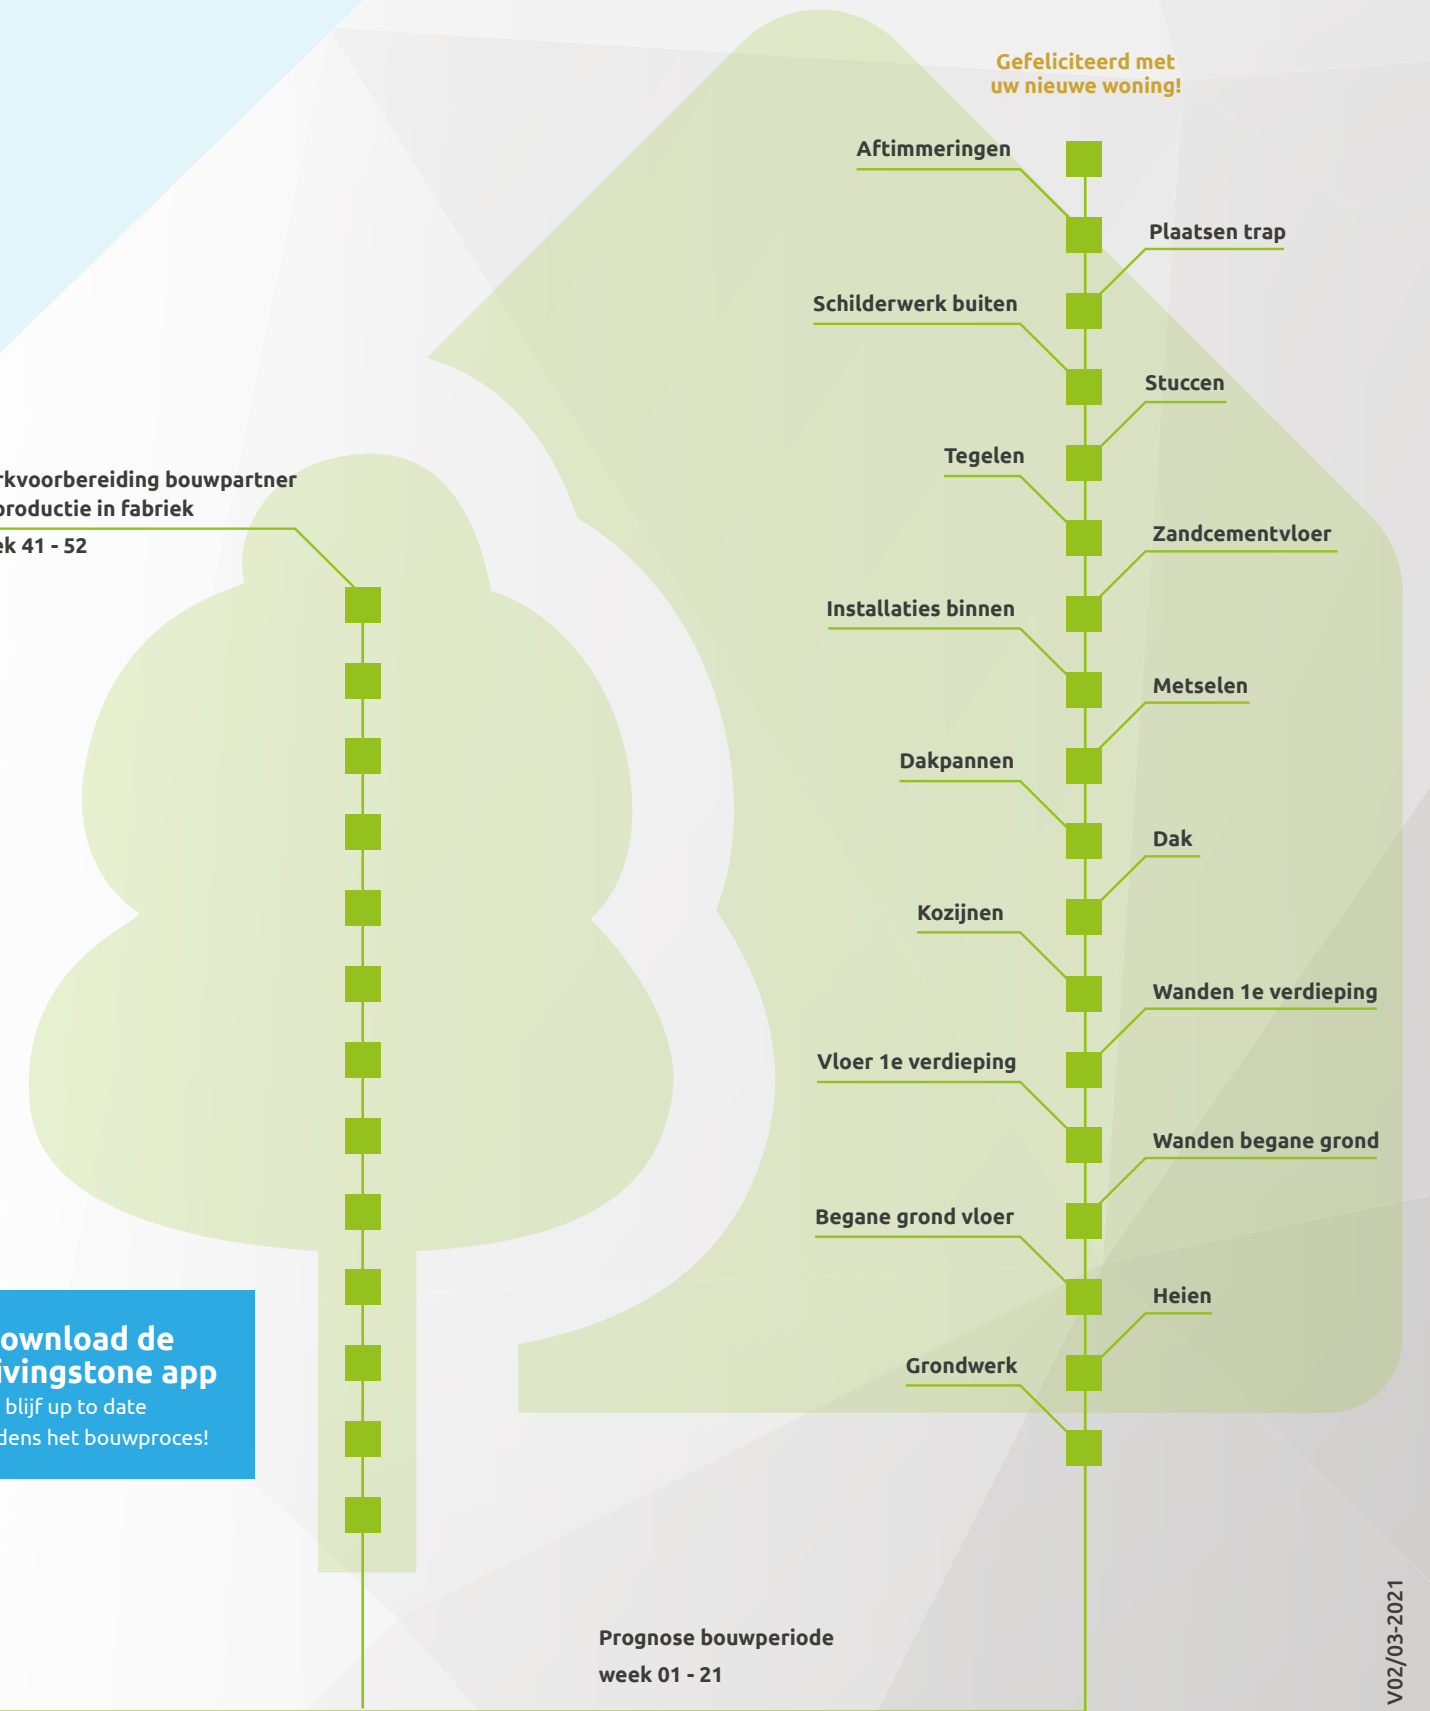 Gefeliciteerd met
uw nieuwe woning!
Aftimmeringen
Plaatsen trap
Schilderwerk buiten
Stuccen
Tegelen
rkvoorbereiding bouwpartner
productie in fabriek
ek 41 - 52
Zandcementvloer
Installaties binnen
Metselen
Dakpannen
Dak
Kozijnen
Wanden 1e verdieping
Vloer 1e verdieping
Wanden begane grond
Begane grond vloer
Heien
Grondwerk
ownload de
ivingstone app
blijf up to date
dens het bouwproces!
Prognose bouwperiode
week 01 - 21
V02/03-2021